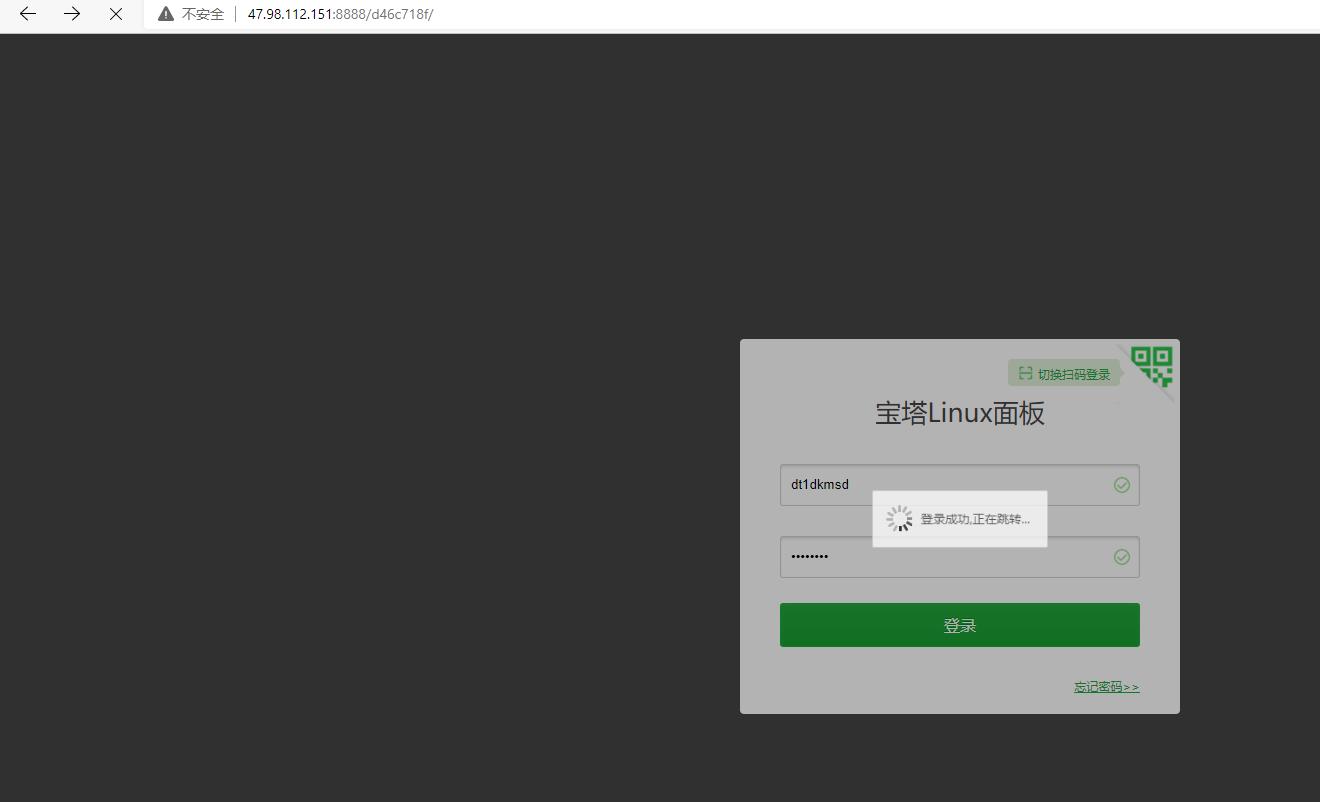 不安全 47.98.112.151:8888/d46c718f/
切换扫码登录
宝塔Linux面板
dt1dkmsd
登录成功,正在跳转...
••••••••
登录
忘记密码>>